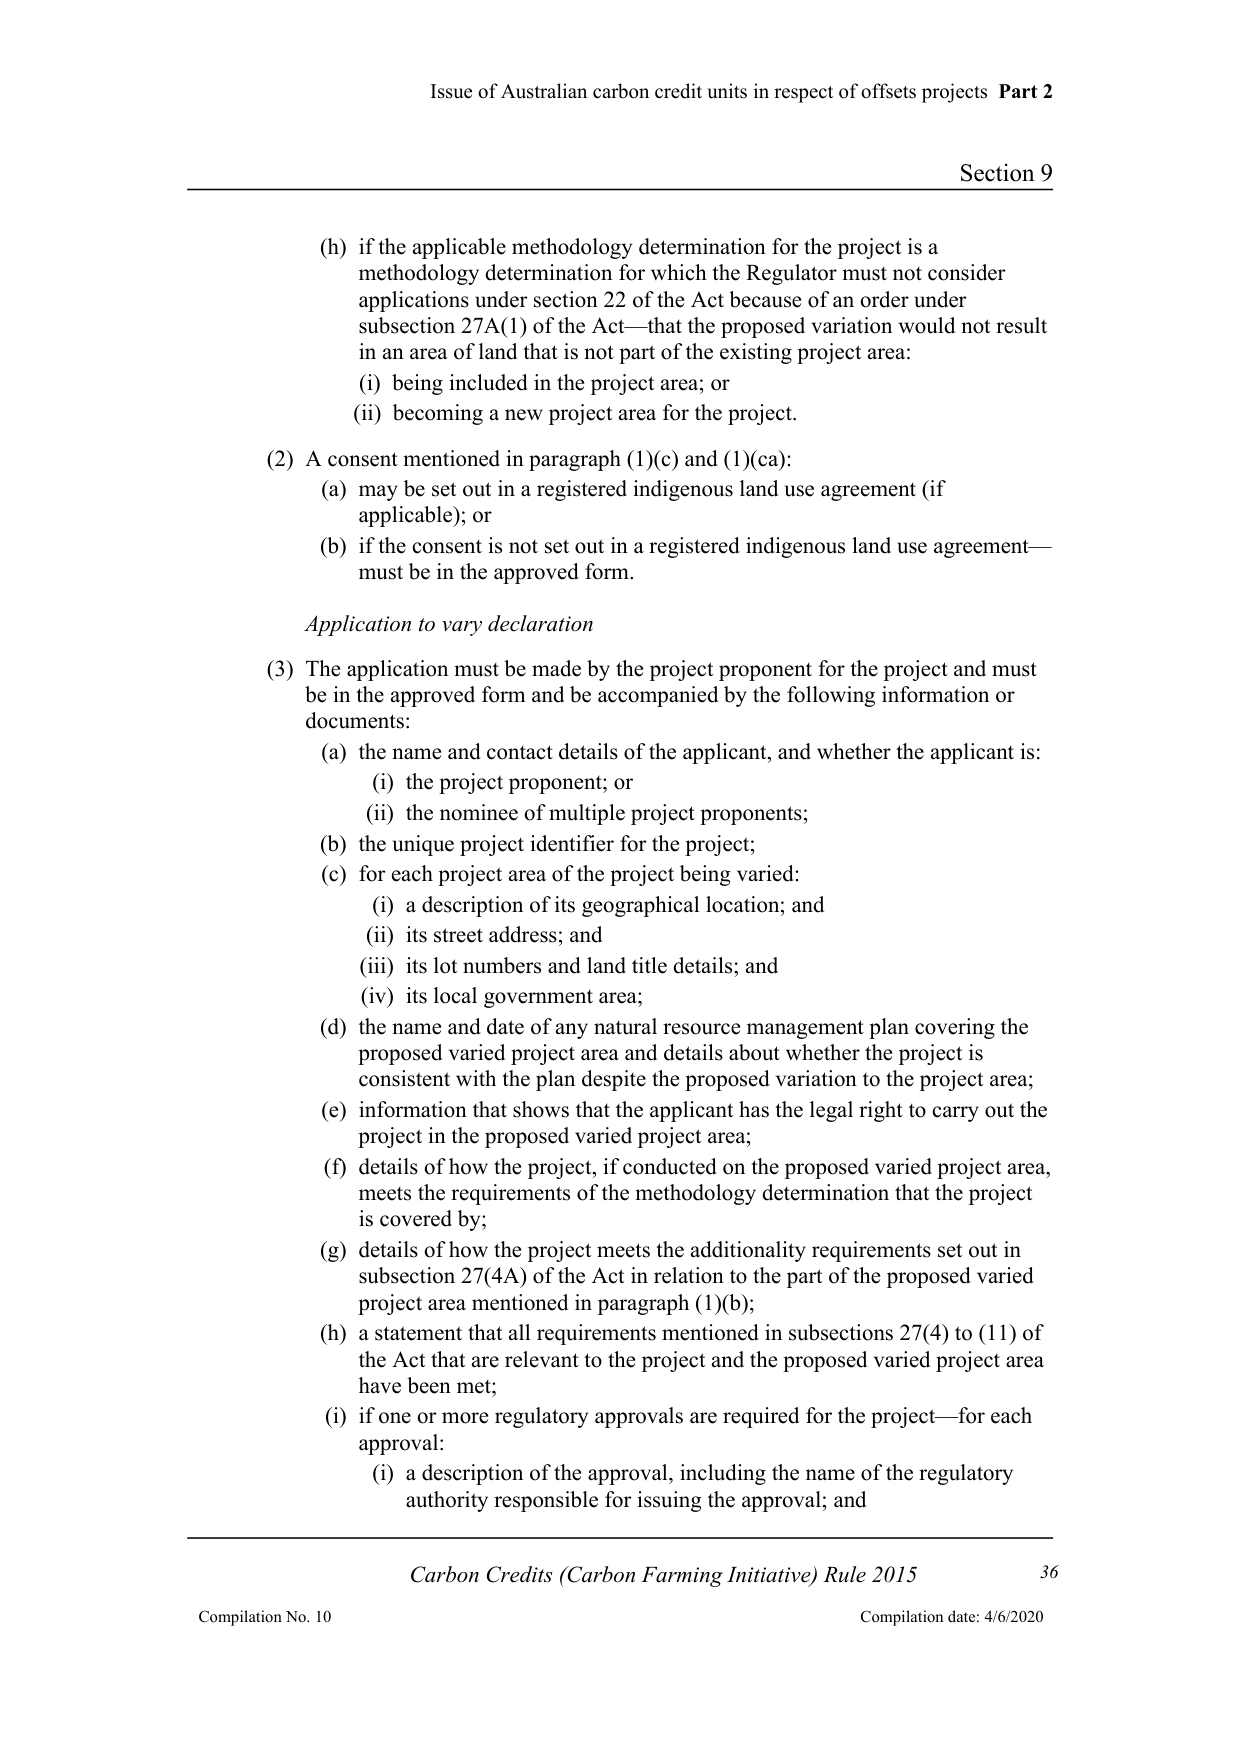 Issue of Australian carbon credit units in respect of offsets projects Part 2
Section 9
(h) if the applicable methodology determination for the project is a
methodology determination for which the Regulator must not consider
applications under section 22 of the Act because of an order under
subsection 27A(1) of the Act—that the proposed variation would not result
in an area of land that is not part of the existing project area:
(i) being included in the project area; or
(ii) becoming a new project area for the project.
(2) A consent mentioned in paragraph (1)(c) and (1)(ca):
(a) may be set out in a registered indigenous land use agreement (if
applicable); or
(b) if the consent is not set out in a registered indigenous land use agreement—
must be in the approved form.
Application to vary declaration
(3) The application must be made by the project proponent for the project and must
be in the approved form and be accompanied by the following information or
documents:
(a) the name and contact details of the applicant, and whether the applicant is:
(i) the project proponent; or
(ii) the nominee of multiple project proponents;
(b) the unique project identifier for the project;
(c) for each project area of the project being varied:
(i) a description of its geographical location; and
(ii) its street address; and
(iii) its lot numbers and land title details; and
(iv) its local government area;
(d) the name and date of any natural resource management plan covering the
proposed varied project area and details about whether the project is
consistent with the plan despite the proposed variation to the project area;
(e) information that shows that the applicant has the legal right to carry out the
project in the proposed varied project area;
(f) details of how the project, if conducted on the proposed varied project area,
meets the requirements of the methodology determination that the project
is covered by;
(g) details of how the project meets the additionality requirements set out in
subsection 27(4A) of the Act in relation to the part of the proposed varied
project area mentioned in paragraph (1)(b);
(h) a statement that all requirements mentioned in subsections 27(4) to (11) of
the Act that are relevant to the project and the proposed varied project area
have been met;
(i) if one or more regulatory approvals are required for the project—for each
approval:
(i) a description of the approval, including the name of the regulatory
authority responsible for issuing the approval; and
Carbon Credits (Carbon Farming Initiative) Rule 2015 36
Compilation No. 10 Compilation date: 4/6/2020